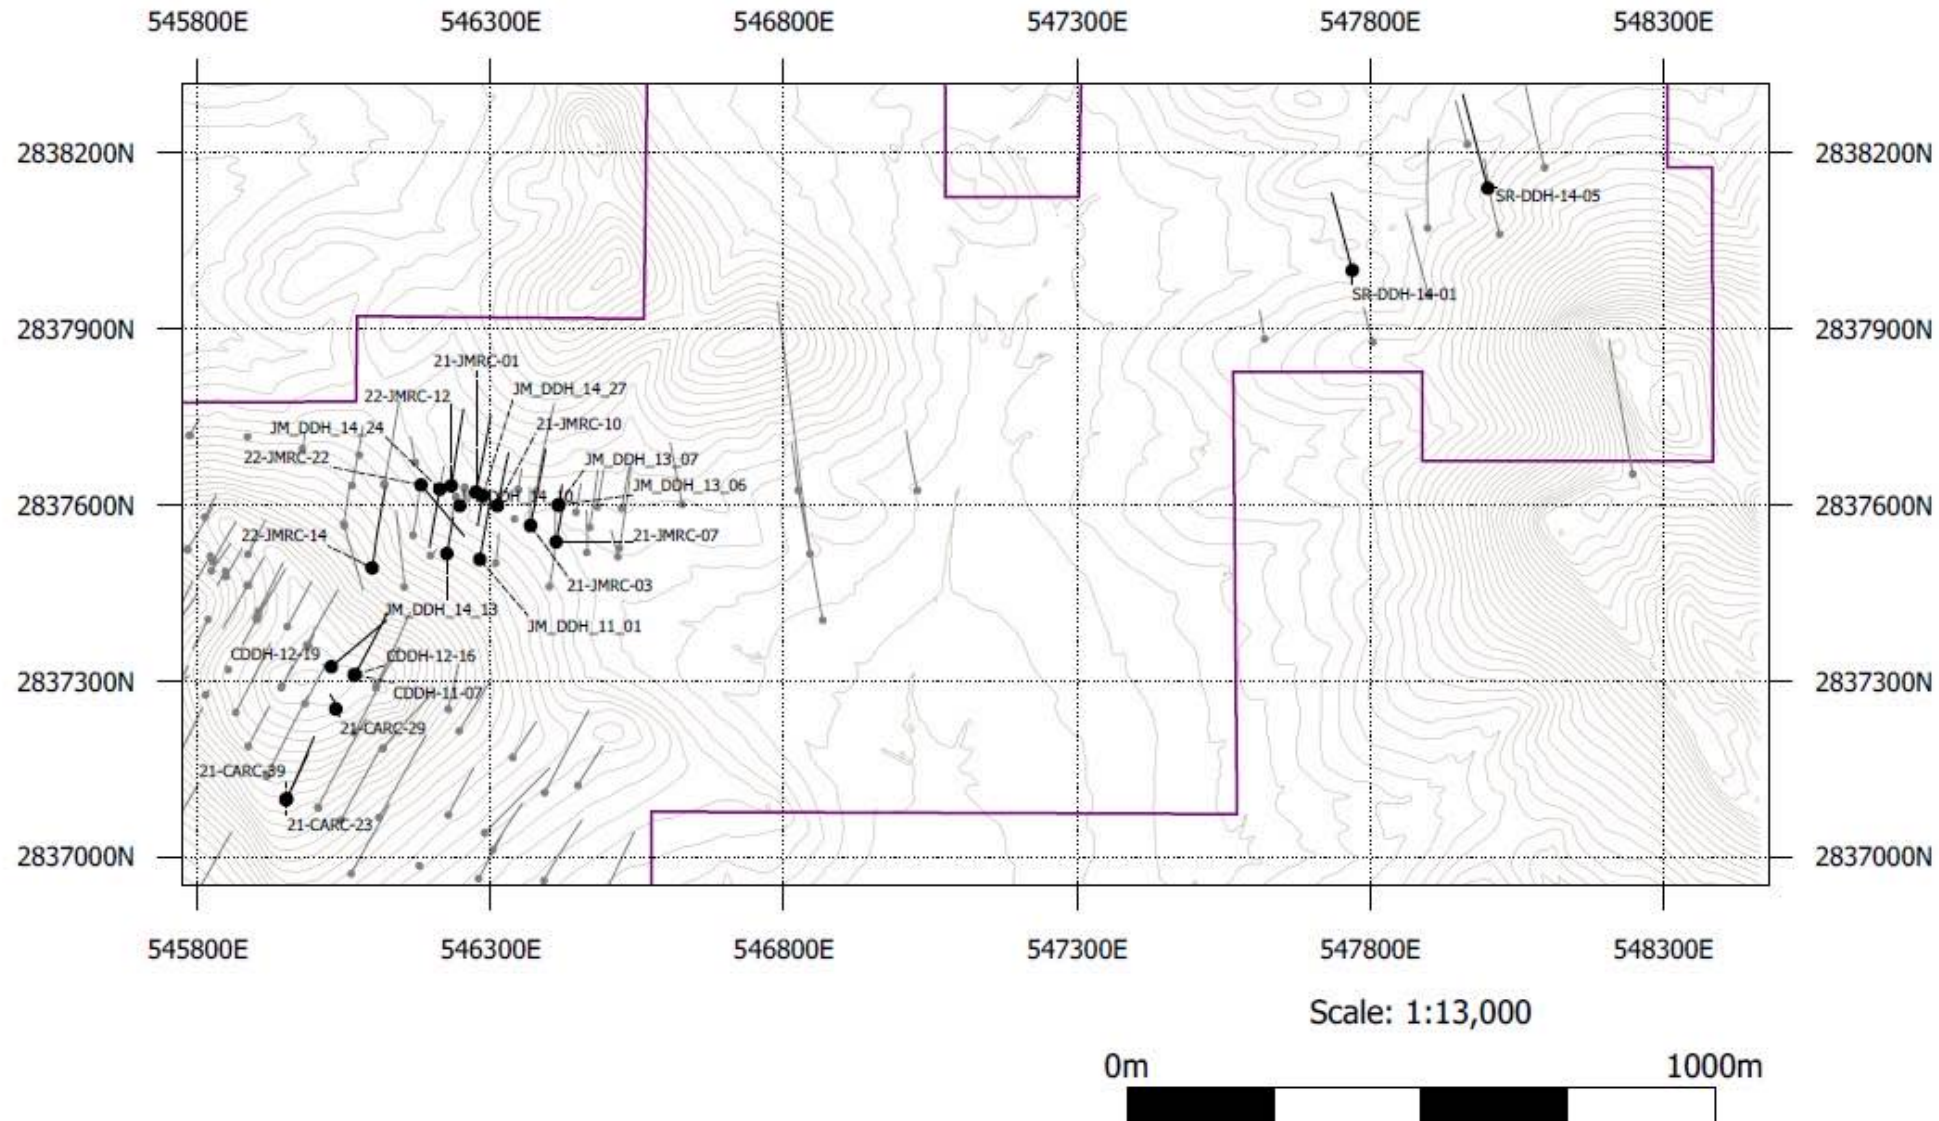 545800E 546300E 546800E 547300E 547800E 548300E
2838200N 2838200N
SR-DDH-14-05
SR-DDH-14-01
2837900N 2837900N
21-JMRC-01
JM_DDH_14_27
22-JMRC-12
21-JMRC-10
JM_DDH_14_24
22-JMRC-22
JM_DDH_13_07
JM_DDH_13_06
DDH_14_10
2837600N 2837600N
22-JMRC-14
21-JMRC-07
21-JMRC-03
JM_DDH_14_13
JM_DDH_11_01
CDDH-12-19
CDDH-12-16
2837300N 2837300N
CDDH-11-07
21-CARC-29
21-CARC-39
21-CARC-23
2837000N 2837000N
545800E 546300E 546800E 547300E 547800E 548300E
Scale: 1:13,000
0m 1000m